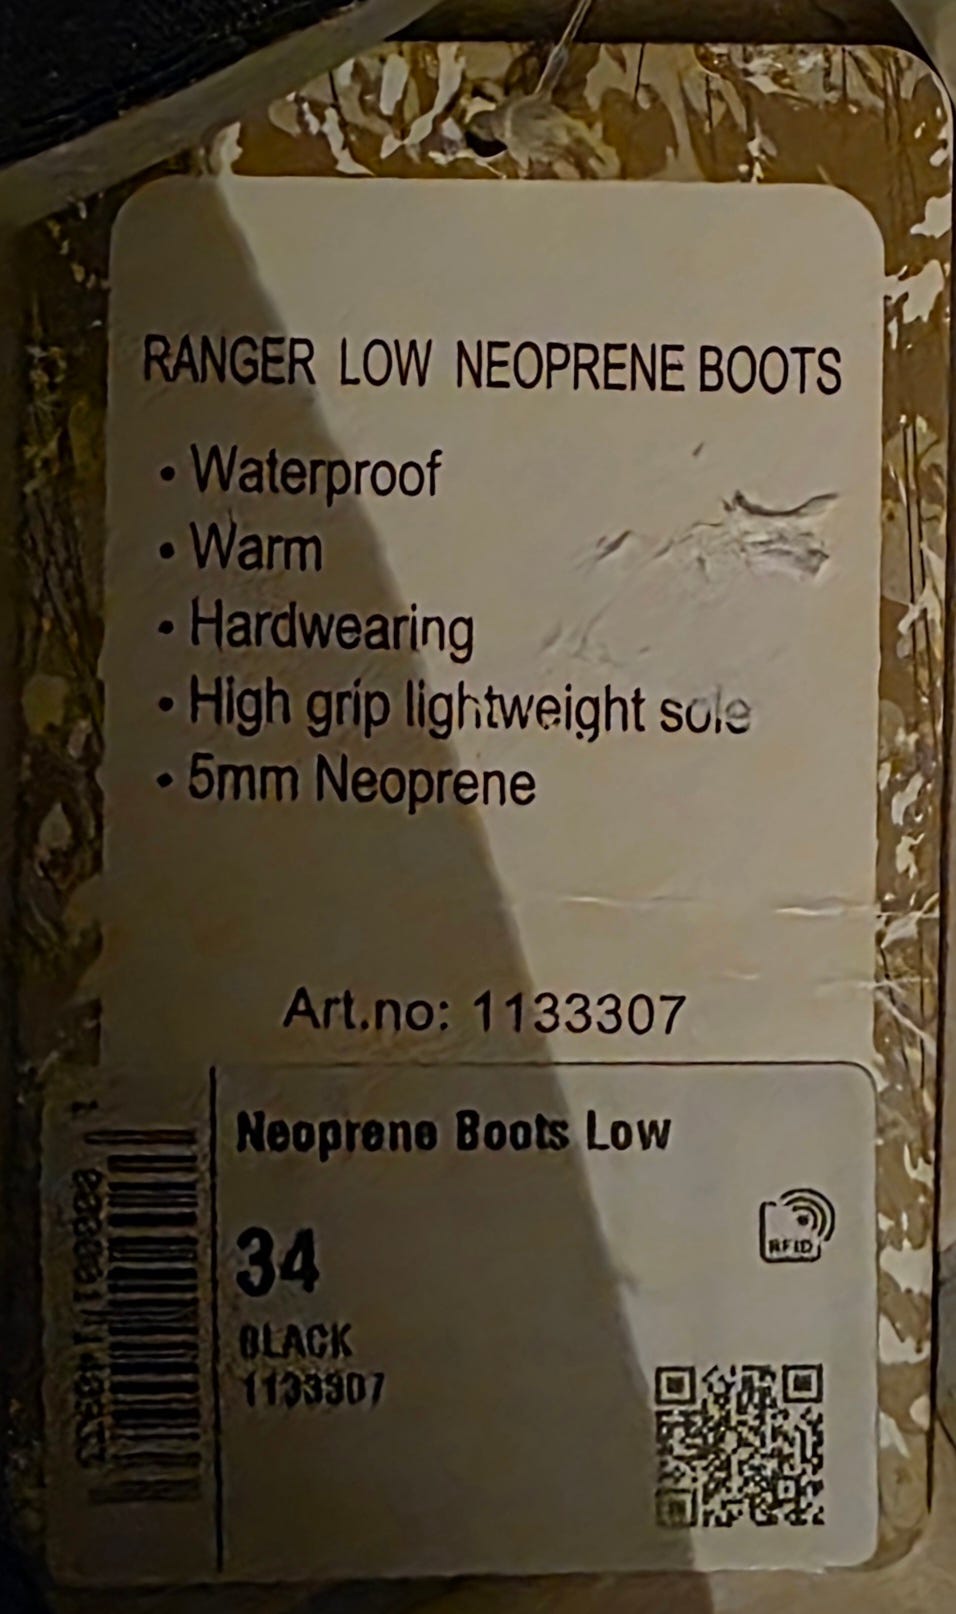 RANGER LOW NEOPRENE BOOTS
• Waterproof
• Warm
• Hardwearing
• High grip lightweight sole
• 5mm Neoprene
Art.no: 1133307
Neoprene Boots Low
34
BLACK
1133307
RFID